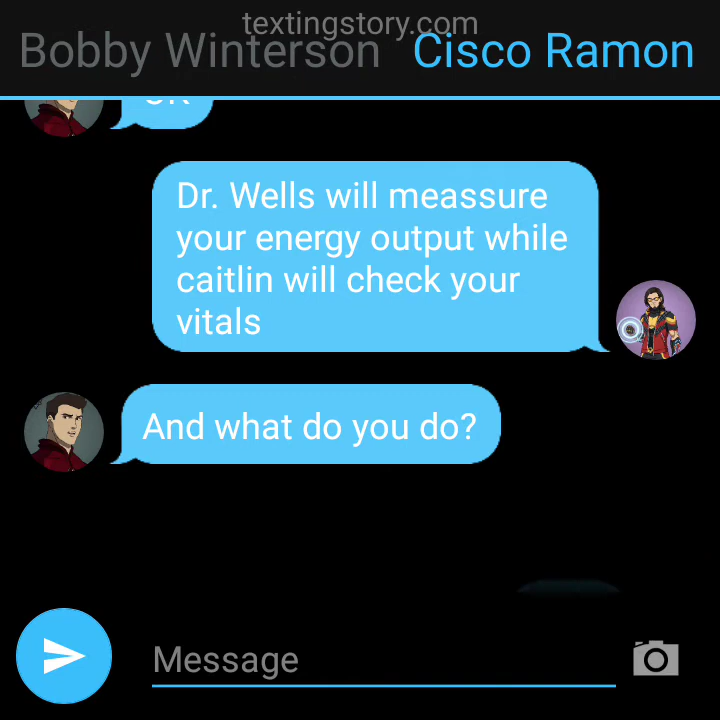 textingstory.com
Bobby Winterson Cisco Ramon
Dr. Wells will meassure
your energy output while
caitlin will check your
vitals
And what do you do?
Message